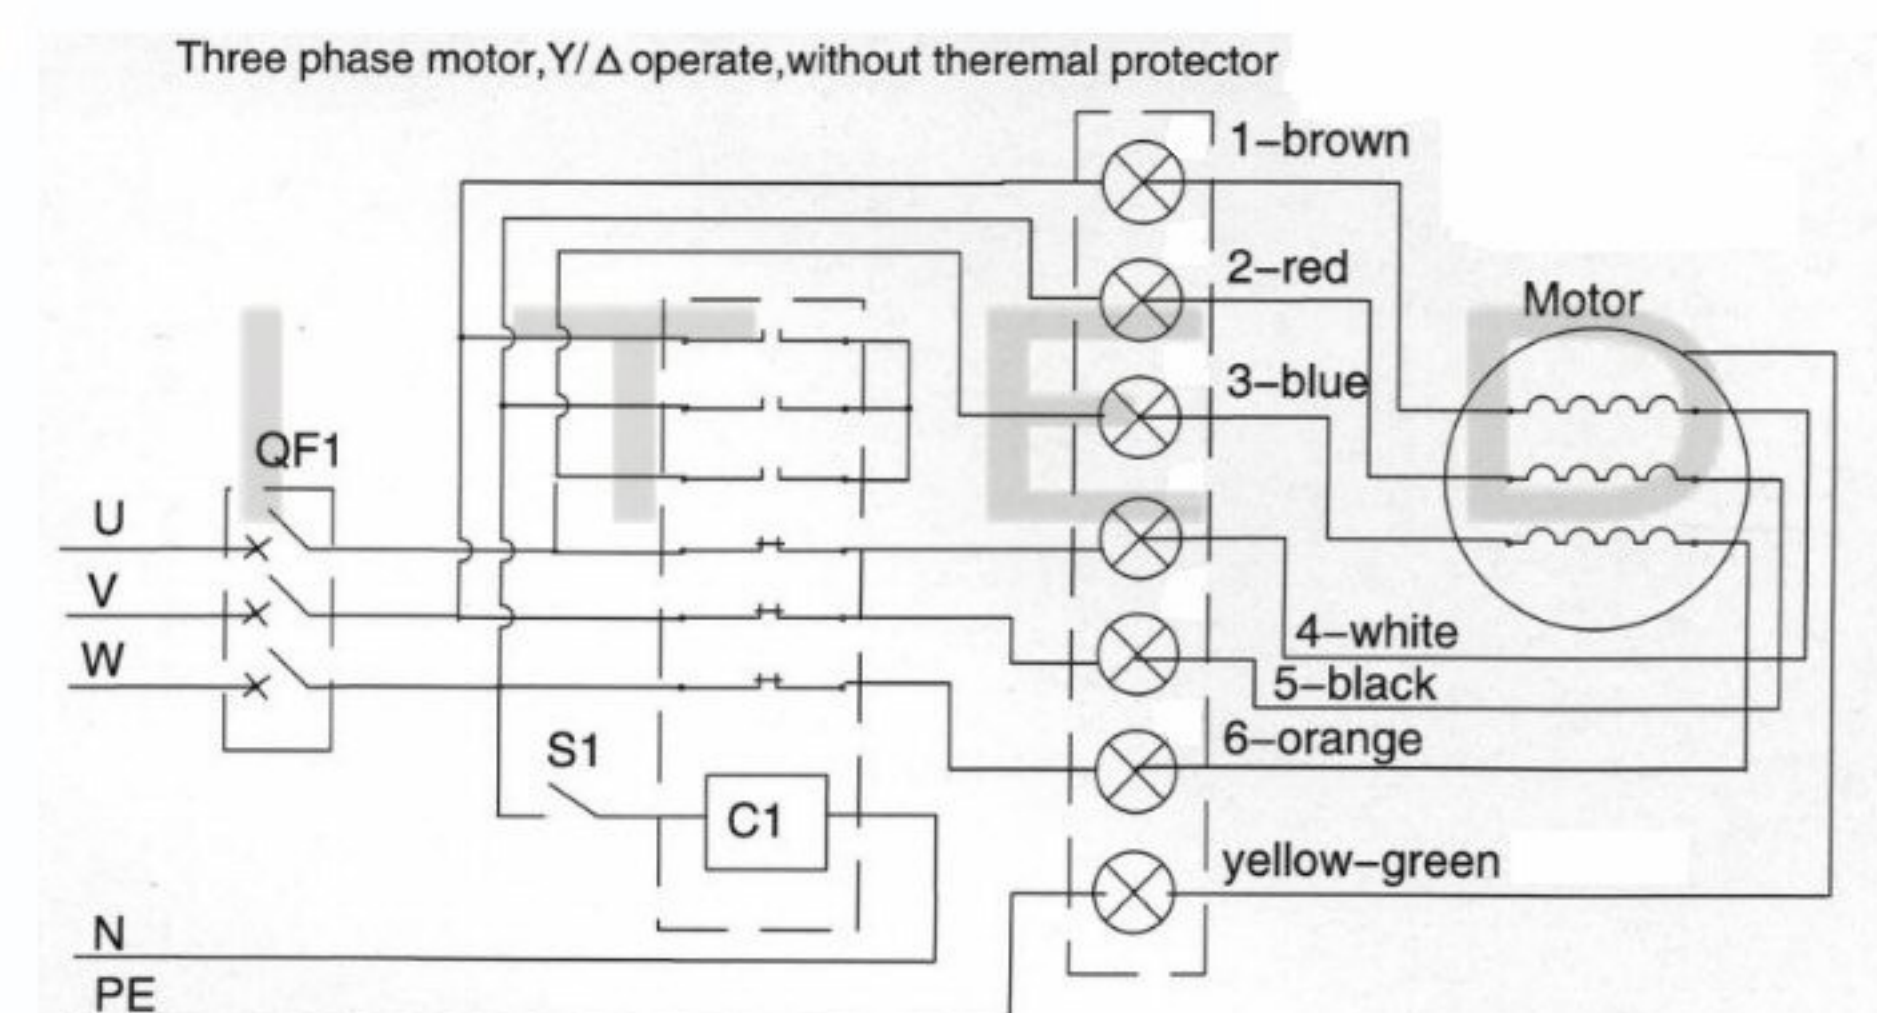 Three phase motor,Y/Δ operate,without theremal protector
1-brown
2-red
Motor
3-blue
QF1
U
V
W
4-white
5-black
6-orange
S1
C1
yellow-green
N
PE
I T E D